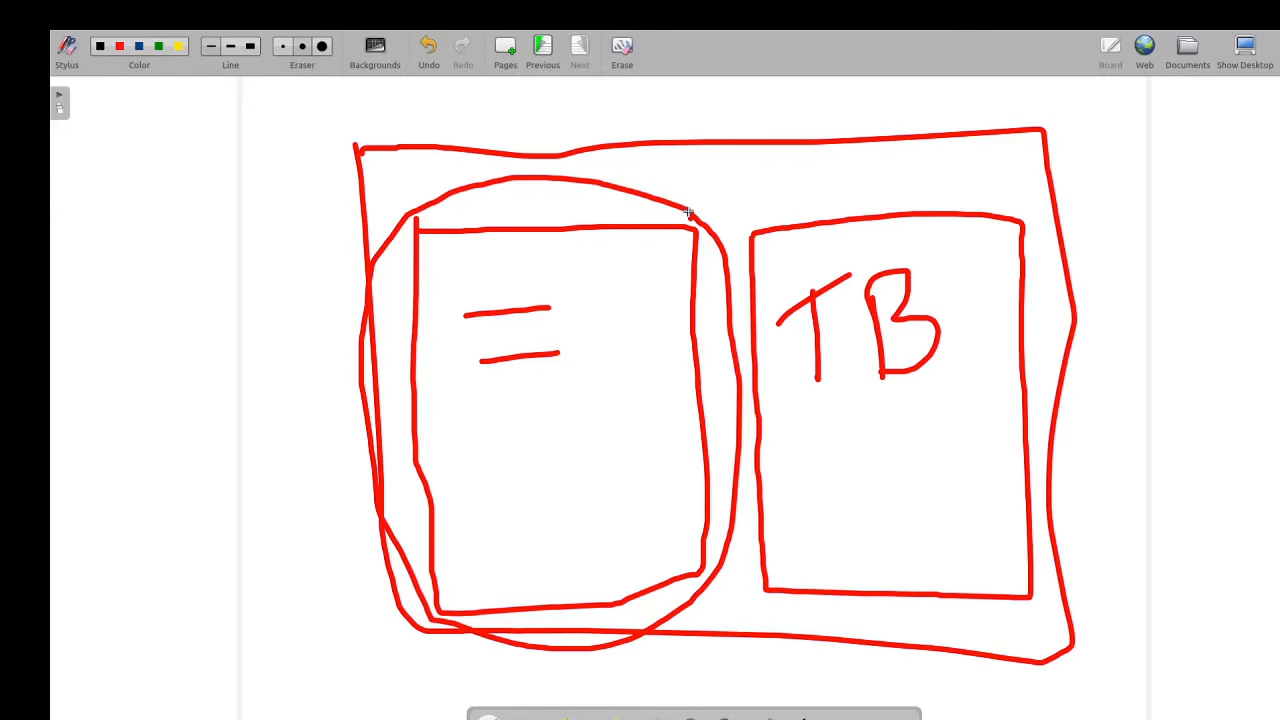 Stylus Color Line Eraser Backgrounds Undo Redo Pages Previous Next Erase Board Web Documents Show Desktop
= TB